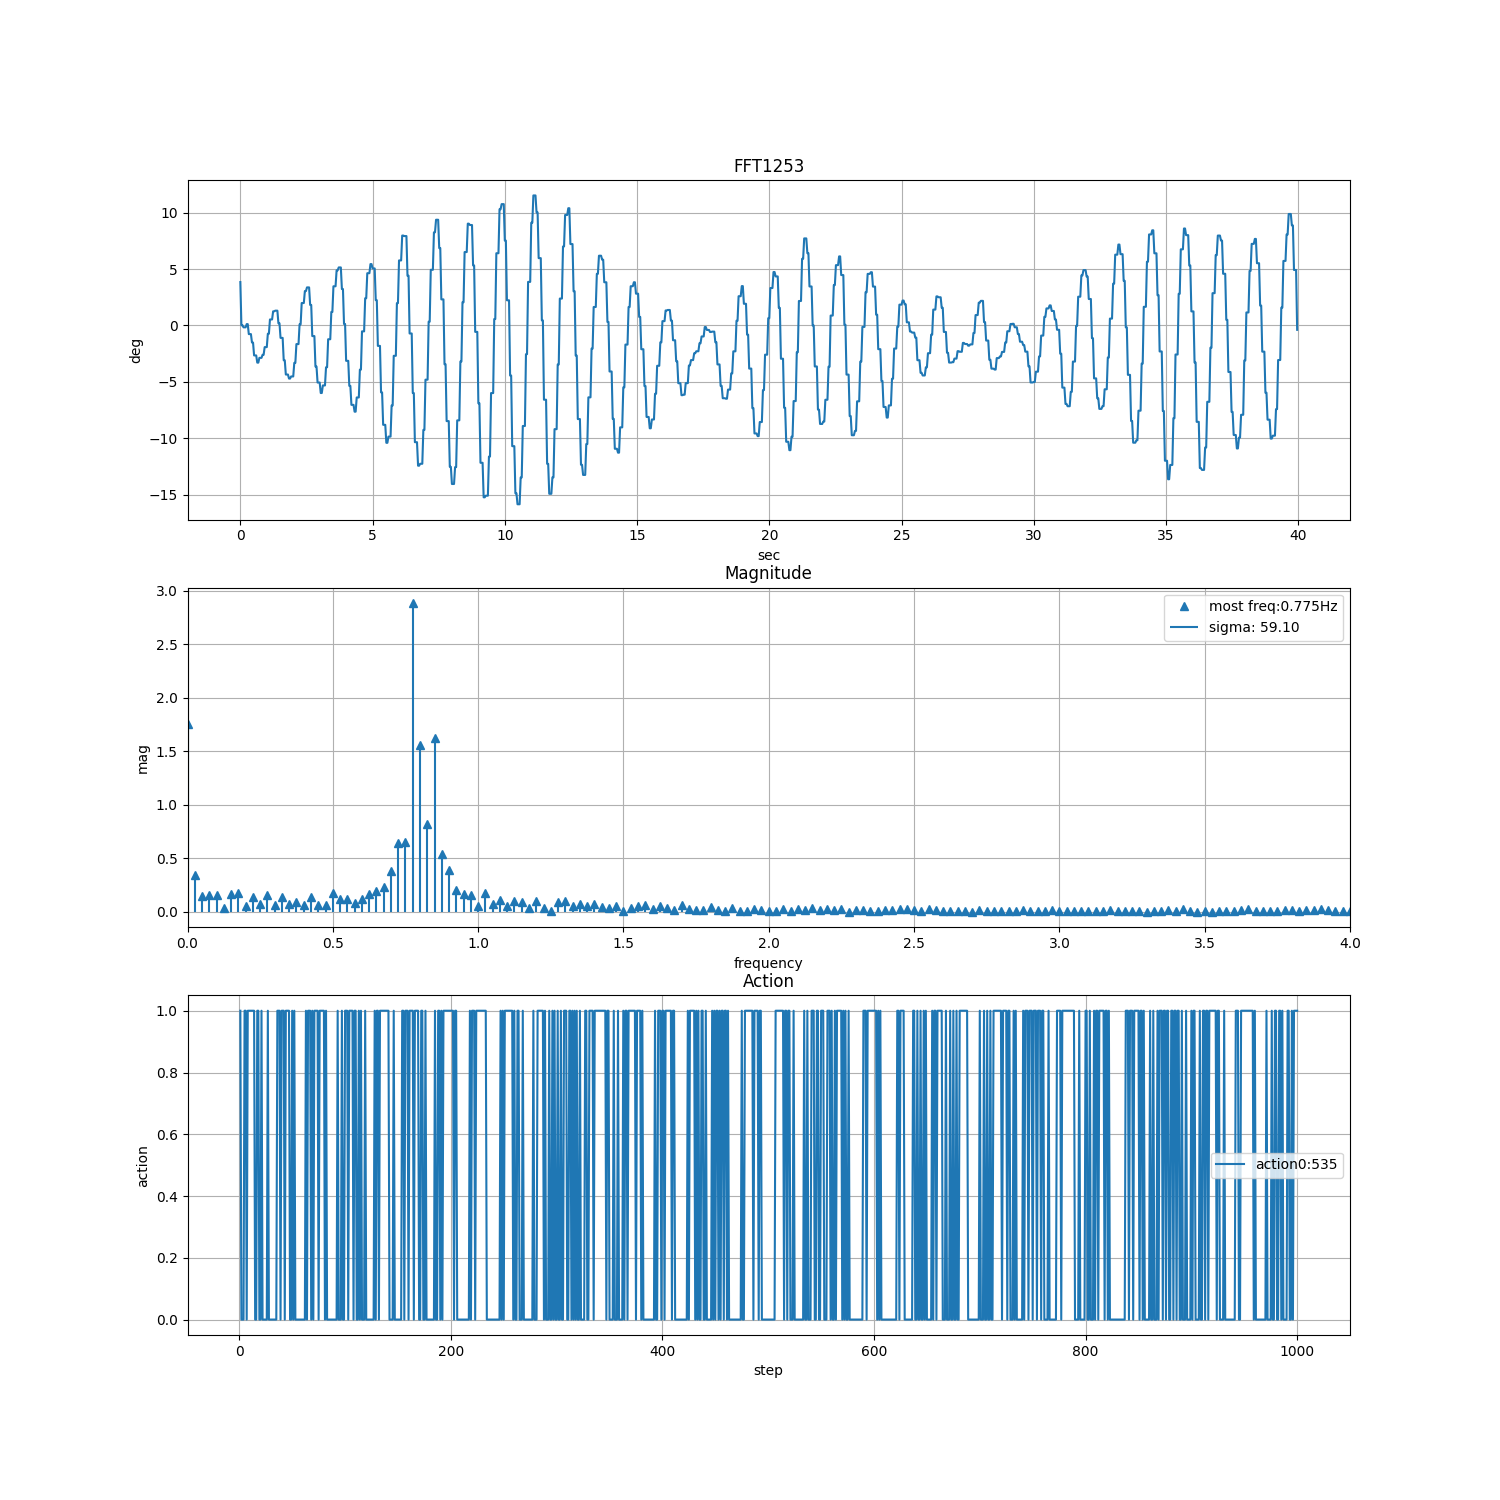 FFT1253
10
5
0
−5
−10
−15
deg
0 5 10 15 20 25 30 35 40
sec
Magnitude
3.0
2.5
2.0
1.5
1.0
0.5
0.0
mag
most freq:0.775Hz
sigma: 59.10
0.0 0.5 1.0 1.5 2.0 2.5 3.0 3.5 4.0
frequency
Action
1.0
0.8
0.6
0.4
0.2
0.0
action
action0:535
0 200 400 600 800 1000
step